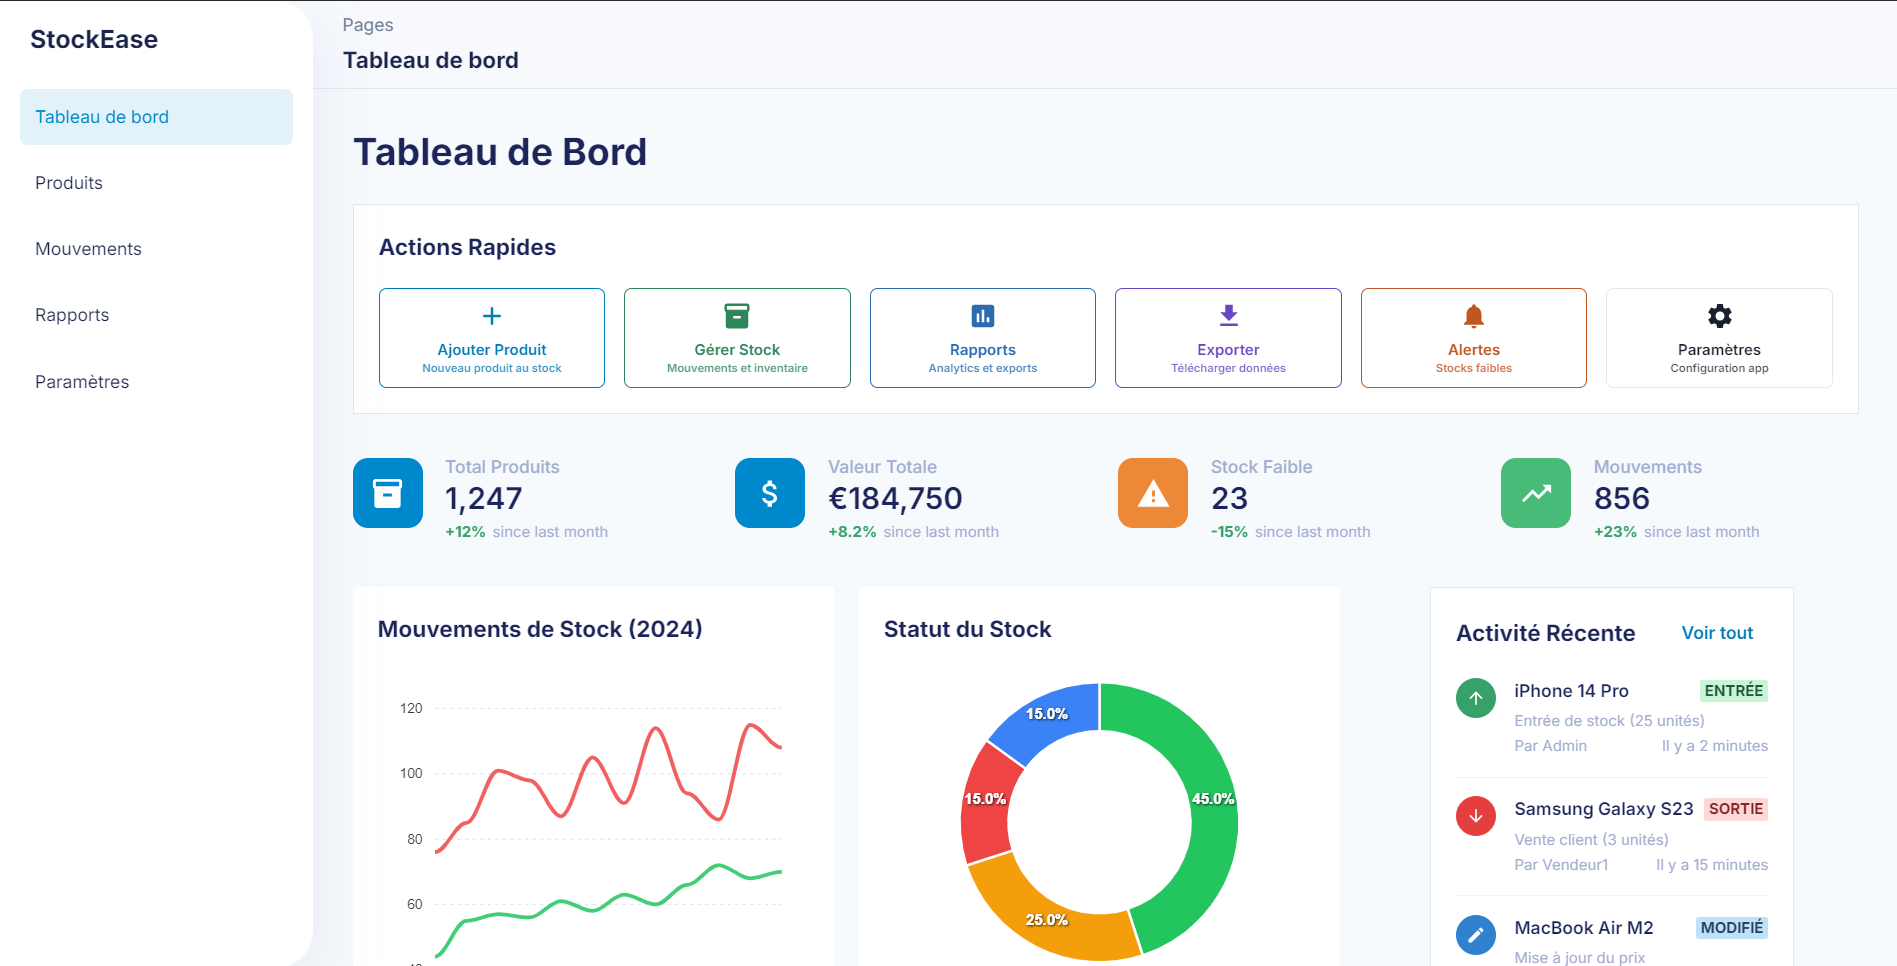 StockEase
Tableau de bord
Produits
Mouvements
Rapports
Paramètres
Pages
Tableau de bord
Tableau de Bord
Actions Rapides
Ajouter Produit
Nouveau produit au stock
Gérer Stock
Mouvements et inventaire
Rapports
Analytics et exports
Exporter
Télécharger données
Alertes
Stocks faibles
Paramètres
Configuration app
Total Produits
1,247
+12% since last month
Valeur Totale
€184,750
+8.2% since last month
Stock Faible
23
-15% since last month
Mouvements
856
+23% since last month
Mouvements de Stock (2024)
120
100
80
60
Statut du Stock
15.0%
15.0%
45.0%
25.0%
Activité Récente Voir tout
iPhone 14 Pro ENTRÉE
Entrée de stock (25 unités)
Par Admin Il y a 2 minutes
Samsung Galaxy S23 SORTIE
Vente client (3 unités)
Par Vendeur1 Il y a 15 minutes
MacBook Air M2 MODIFIÉ
Mise à jour du prix